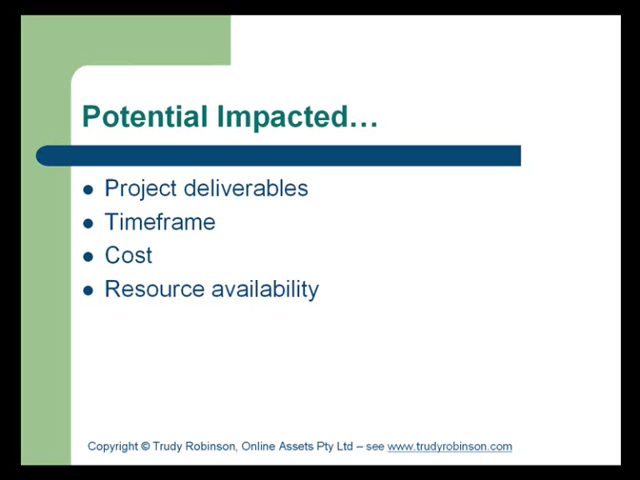 Potential Impacted…
Project deliverables
Timeframe
Cost
Resource availability
Copyright © Trudy Robinson, Online Assets Pty Ltd – see www.trudyrobinson.com